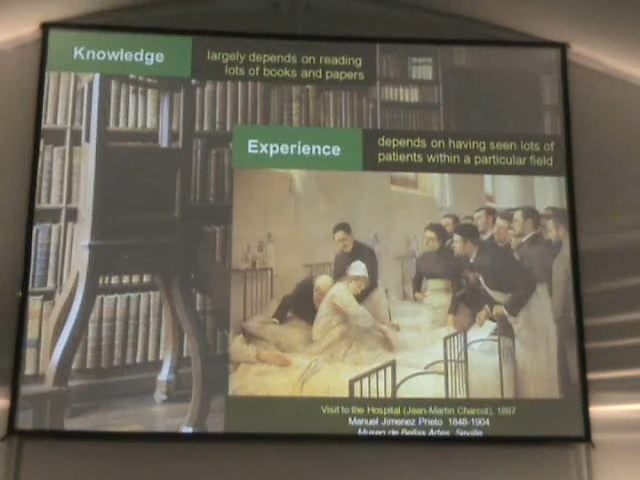 Knowledge
largely depends on reading
lots of books and papers
Experience
depends on having seen lots of
patients within a particular field
Visit to the Hospital (Jean-Martin Charcot), 1897
Manuel Jimenez Prieto 1848-1904
Museo de Bellas Artes, Seville